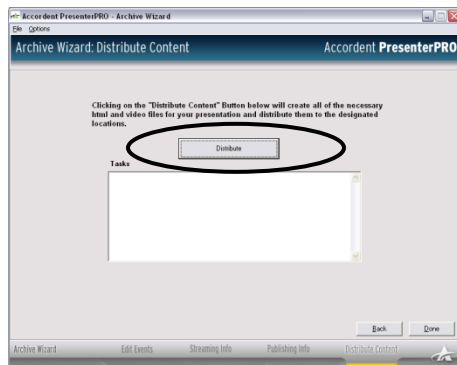 Accordent PresenterPRO - Archive Wizard
File Options
Archive Wizard: Distribute Content Accordent PresenterPRO
Clicking on the "Distribute Content" Button below will create all of the necessary
html and video files for your presentation and distribute them to the designated
locations.
Distribute
Tasks
Back Done
Archive Wizard Edit Events Streaming Info Publishing Info Distribute Content